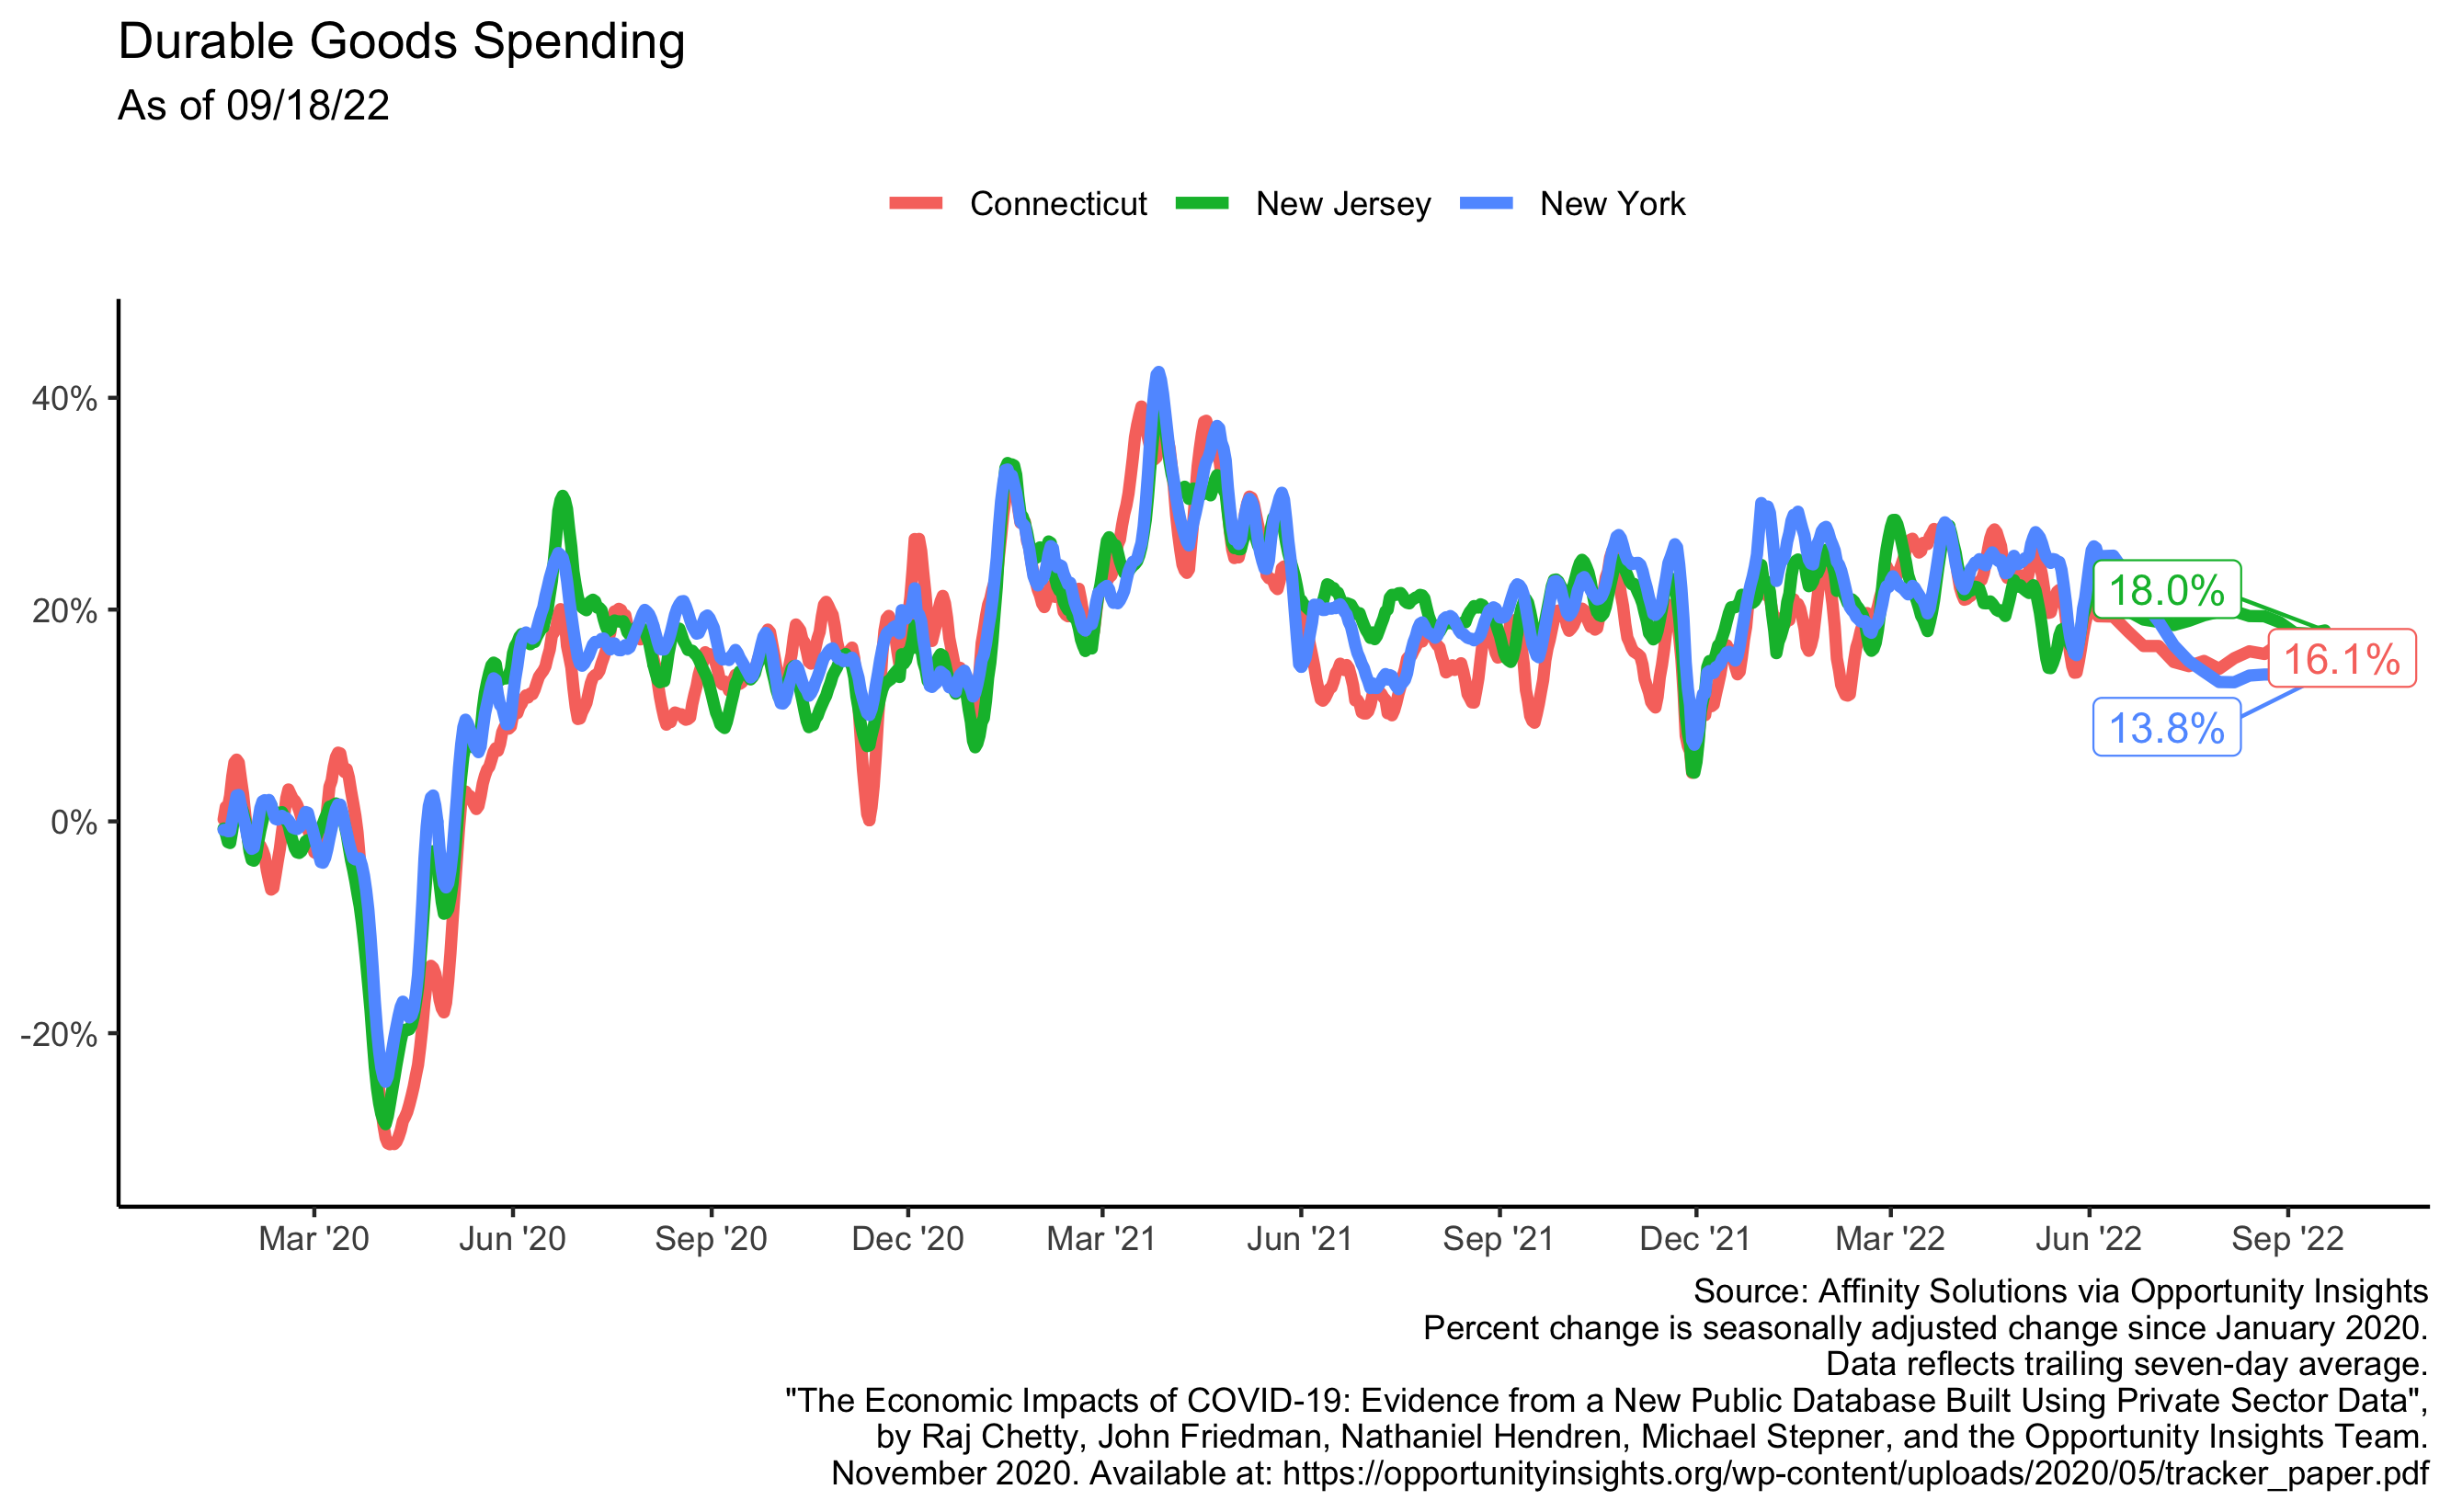 Durable Goods Spending
As of 09/18/22
Connecticut New Jersey New York
40%
20%
0%
-20%
18.0%
16.1%
13.8%
Mar '20 Jun '20 Sep '20 Dec '20 Mar '21 Jun '21 Sep '21 Dec '21 Mar '22 Jun '22 Sep '22
Source: Affinity Solutions via Opportunity Insights
Percent change is seasonally adjusted change since January 2020.
Data reflects trailing seven-day average.
"The Economic Impacts of COVID-19: Evidence from a New Public Database Built Using Private Sector Data",
by Raj Chetty, John Friedman, Nathaniel Hendren, Michael Stepner, and the Opportunity Insights Team.
November 2020. Available at: https://opportunityinsights.org/wp-content/uploads/2020/05/tracker_paper.pdf